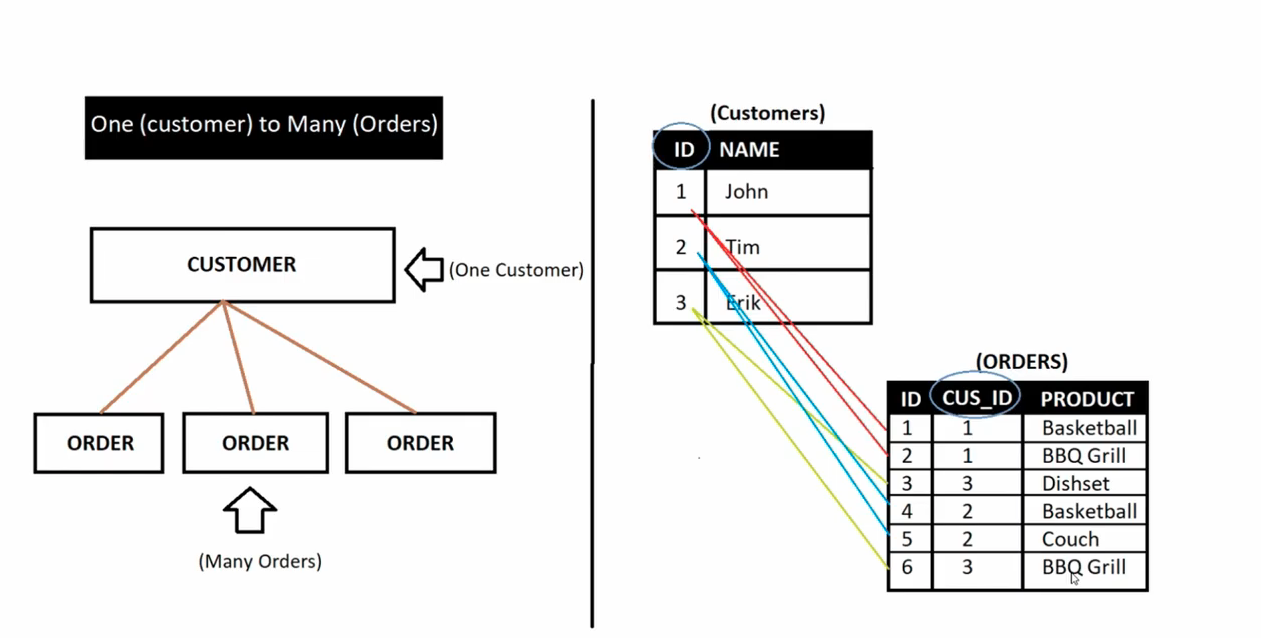 One (customer) to Many (Orders)
CUSTOMER
(One Customer)
ORDER ORDER ORDER
(Many Orders)
(Customers)
ID NAME
1 John
2 Tim
3 Erik
(ORDERS)
ID CUS_ID PRODUCT
1 1 Basketball
2 1 BBQ Grill
3 3 Dishset
4 2 Basketball
5 2 Couch
6 3 BBQ Grill